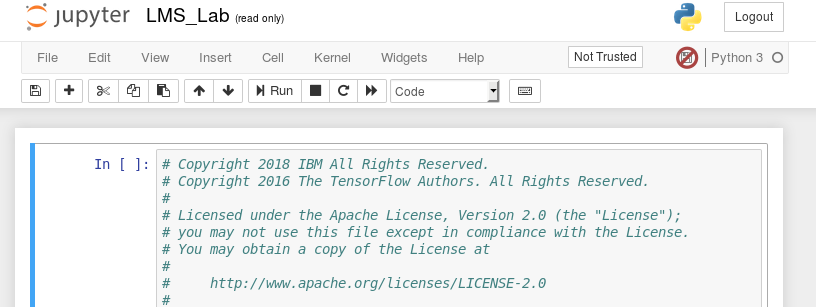 jupyter LMS_Lab (read only) Logout
File Edit View Insert Cell Kernel Widgets Help Not Trusted Python 3
Run Code
In [ ]: # Copyright 2018 IBM All Rights Reserved.
# Copyright 2016 The TensorFlow Authors. All Rights Reserved.
#
# Licensed under the Apache License, Version 2.0 (the "License");
# you may not use this file except in compliance with the License.
# You may obtain a copy of the License at
#
#     http://www.apache.org/licenses/LICENSE-2.0
#